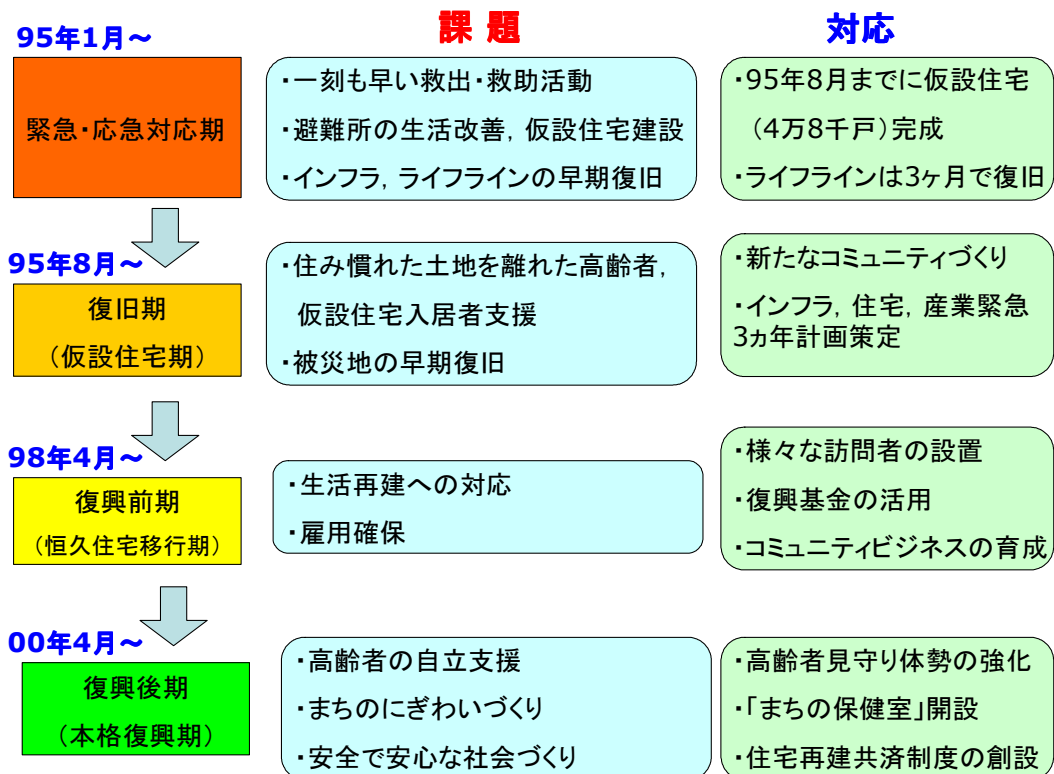 課 題
対応
95年1月～
緊急・応急対応期
・一刻も早い救出・救助活動
・避難所の生活改善，仮設住宅建設
・インフラ，ライフラインの早期復旧
・95年8月までに仮設住宅
（4万8千戸）完成
・ライフラインは3ヶ月で復旧
95年8月～
復旧期
（仮設住宅期）
・住み慣れた土地を離れた高齢者，
仮設住宅入居者支援
・被災地の早期復旧
・新たなコミュニティづくり
・インフラ，住宅，産業緊急
3ヵ年計画策定
98年4月～
復興前期
（恒久住宅移行期）
・生活再建への対応
・雇用確保
・様々な訪問者の設置
・復興基金の活用
・コミュニティビジネスの育成
00年4月～
復興後期
（本格復興期）
・高齢者の自立支援
・まちのにぎわいづくり
・安全で安心な社会づくり
・高齢者見守り体勢の強化
・「まちの保健室」開設
・住宅再建共済制度の創設